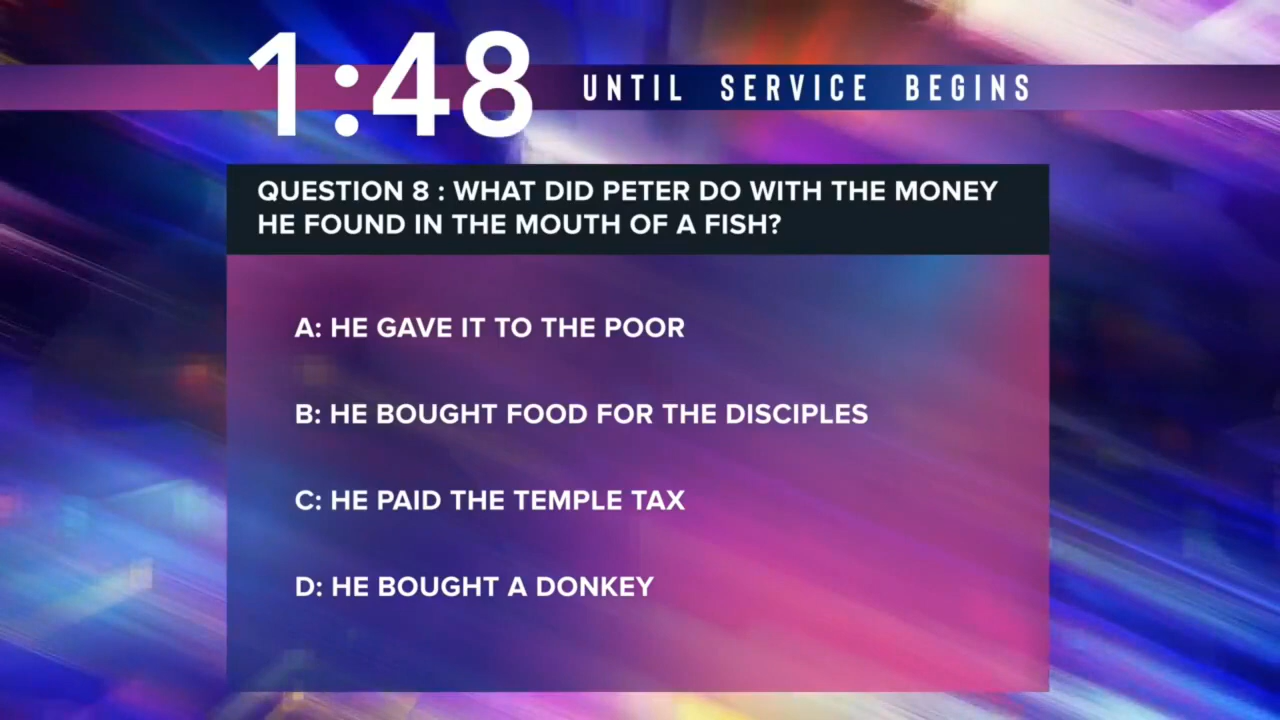 1:48 UNTIL SERVICE BEGINS
QUESTION 8 : WHAT DID PETER DO WITH THE MONEY
HE FOUND IN THE MOUTH OF A FISH?
A: HE GAVE IT TO THE POOR
B: HE BOUGHT FOOD FOR THE DISCIPLES
C: HE PAID THE TEMPLE TAX
D: HE BOUGHT A DONKEY